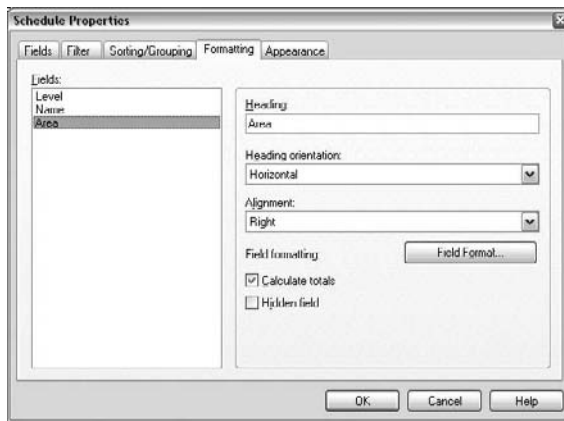 Schedule Properties
Fields Filter Sorting/Grouping Formatting Appearance
Fields:
Level
Name
Area
Heading:
Area
Heading orientation:
Horizontal
Alignment:
Right
Field formatting: Field Format...
Calculate totals
Hidden field
OK Cancel Help